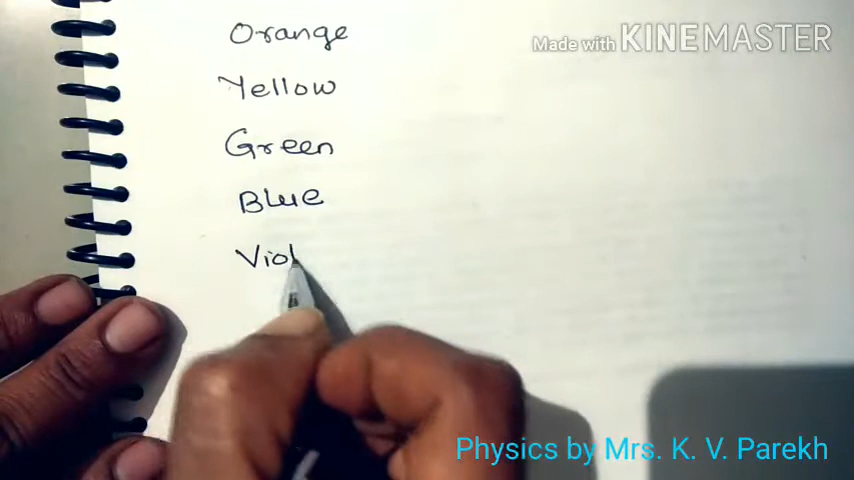 Orange
Made with KINEMASTER
Yellow
Green
Blue
Viol
Physics by Mrs. K. V. Parekh